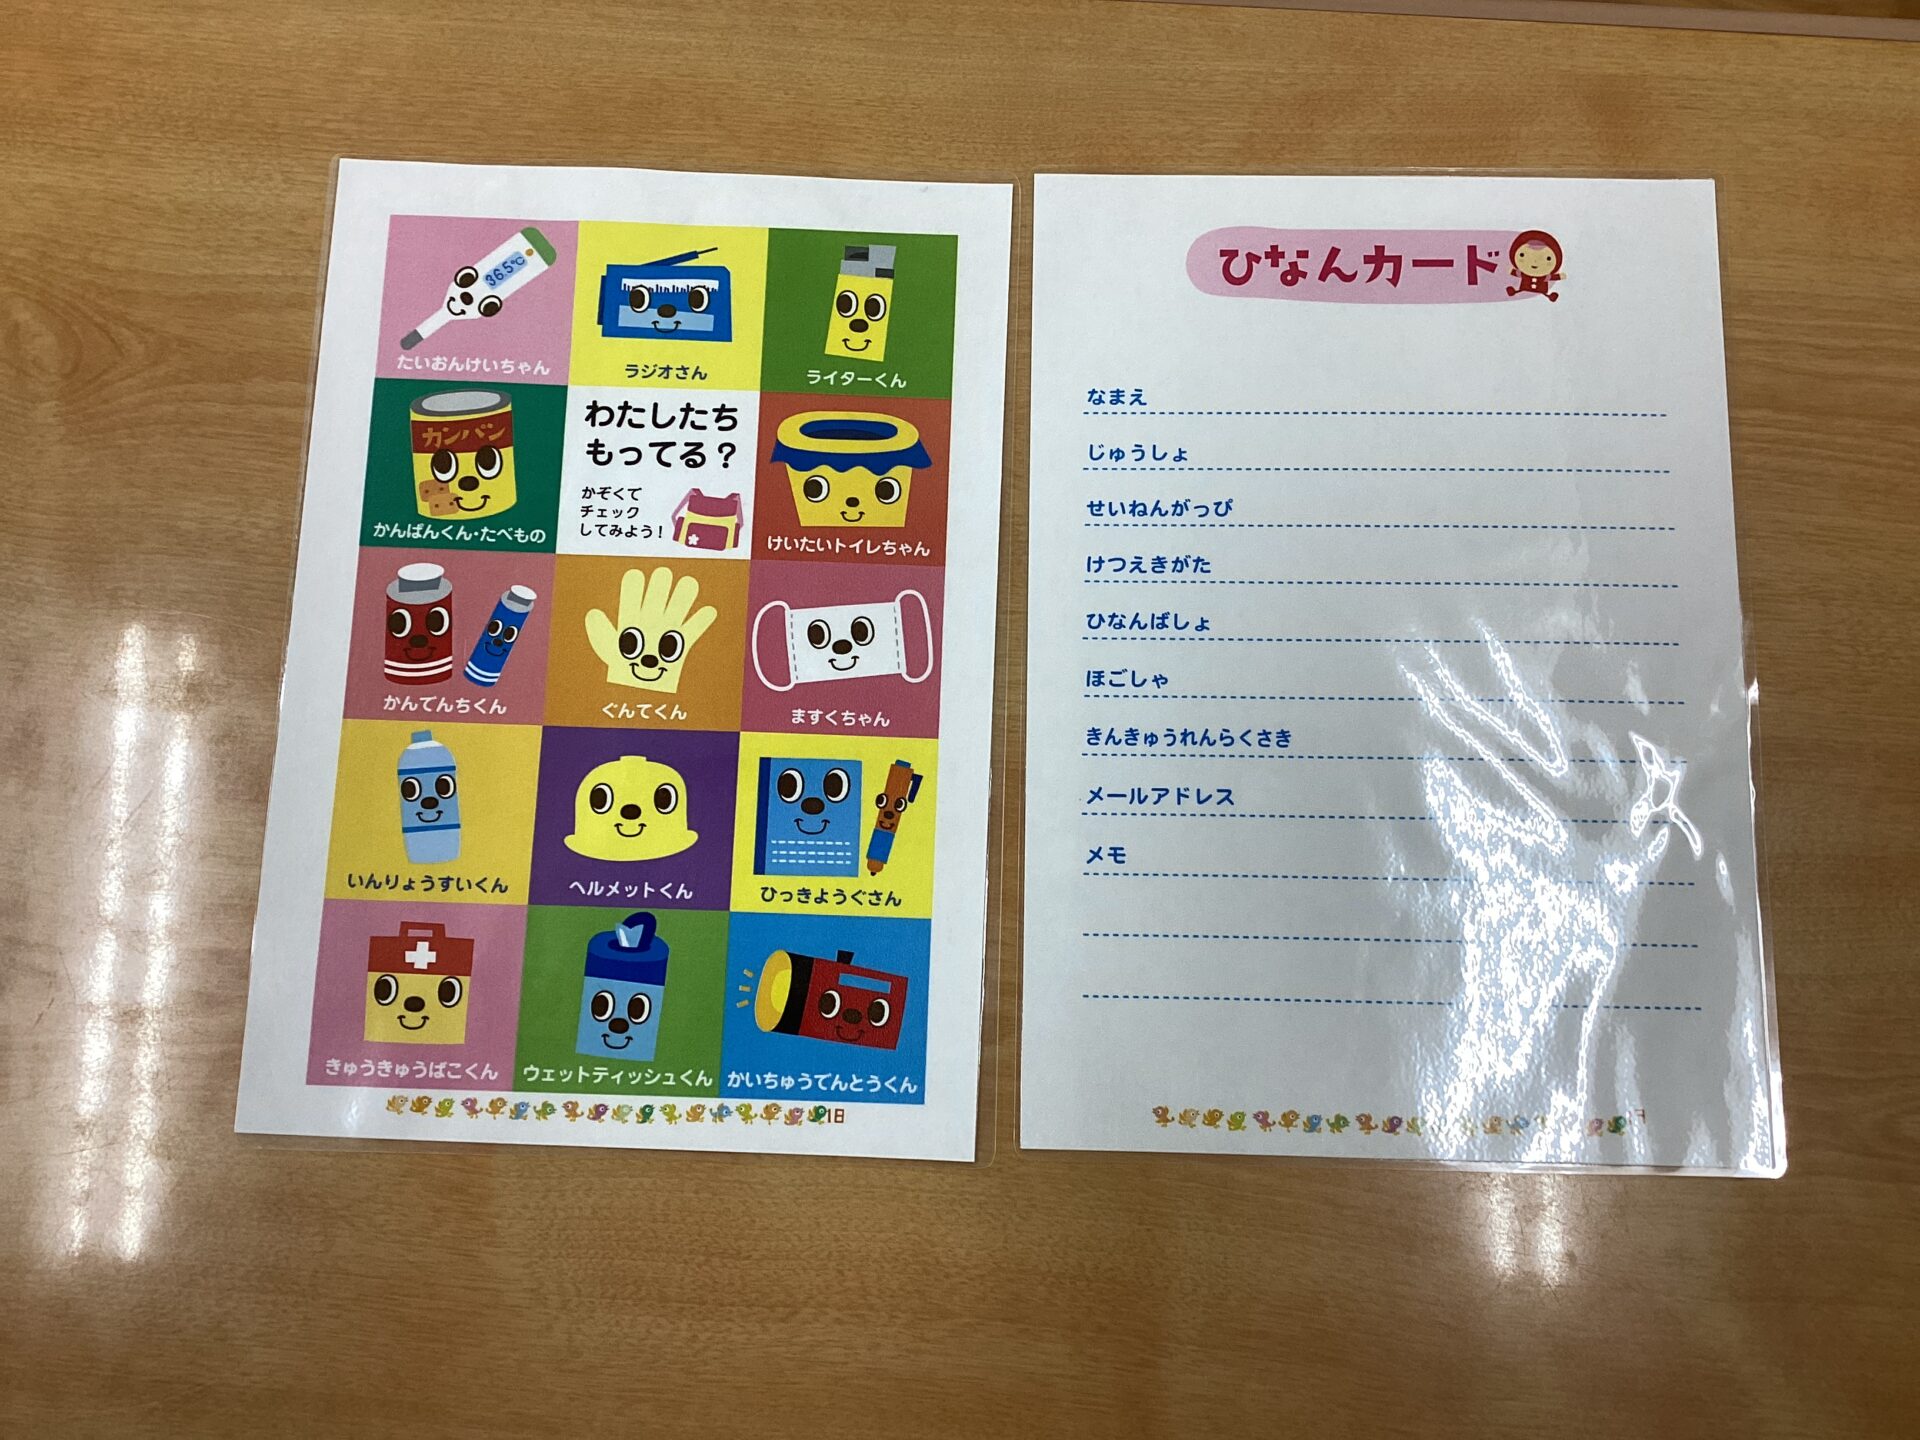 36.5℃
たいおんけいちゃん
ラジオさん
ライターくん
カンパン
かんぱんくん・たべもの
わたしたち
もってる？
かぞくで
チェック
してみよう！
けいたいトイレちゃん
かんでんちくん
ぐんてくん
ますくちゃん
いんりょうすいくん
ヘルメットくん
ひっきようぐさん
きゅうきゅうばこくん
ウェットティッシュくん
かいちゅうでんとうくん
ひなんカード
なまえ
じゅうしょ
せいねんがっぴ
けつえきがた
ひなんばしょ
ほごしゃ
きんきゅうれんらくさき
メールアドレス
メモ